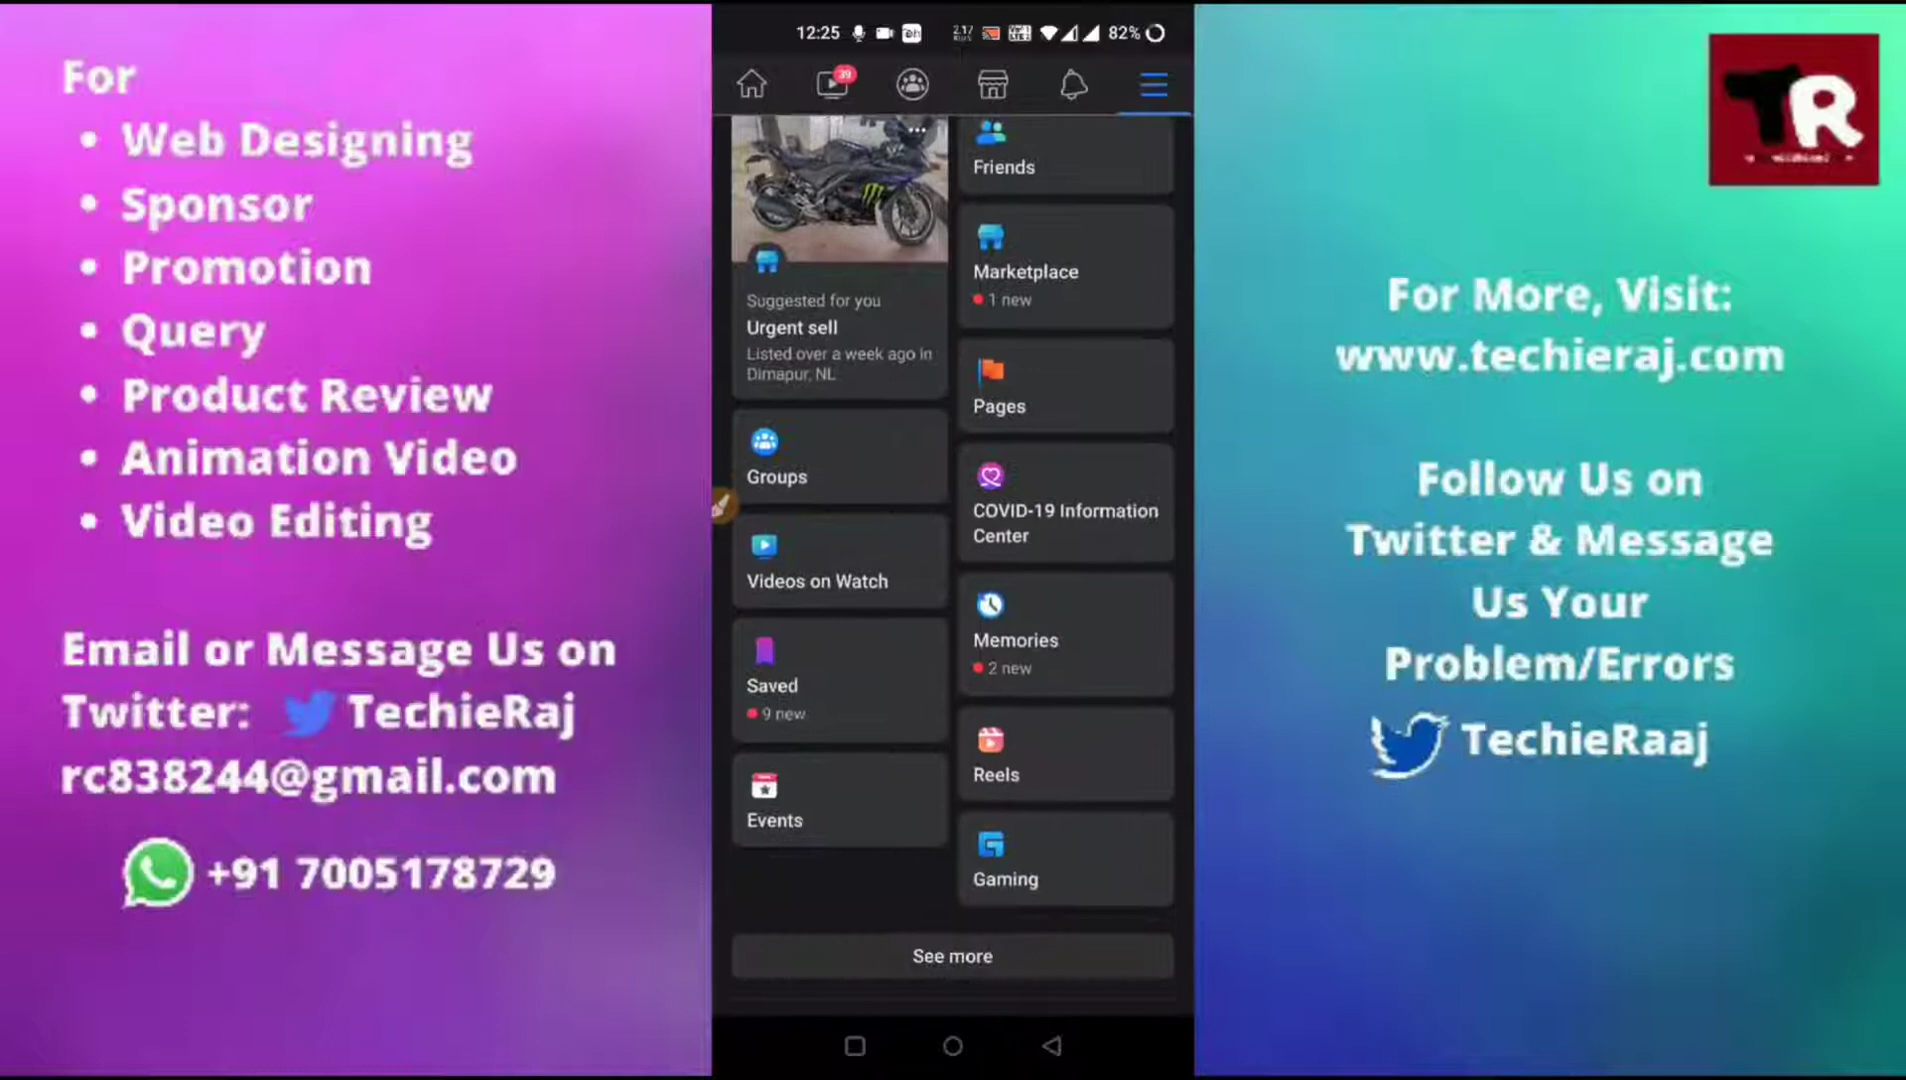 For
• Web Designing
• Sponsor
• Promotion
• Query
• Product Review
• Animation Video
• Video Editing
Email or Message Us on
Twitter: TechieRaj
rc838244@gmail.com
+91 7005178729
12:25
2.17
82%
39
Suggested for you
Urgent sell
Listed over a week ago in
Dimapur, NL
Groups
Videos on Watch
Saved
9 new
Events
Friends
Marketplace
1 new
Pages
COVID-19 Information
Center
Memories
2 new
Reels
Gaming
See more
TR
For More, Visit:
www.techieraj.com
Follow Us on
Twitter & Message
Us Your
Problem/Errors
TechieRaaj